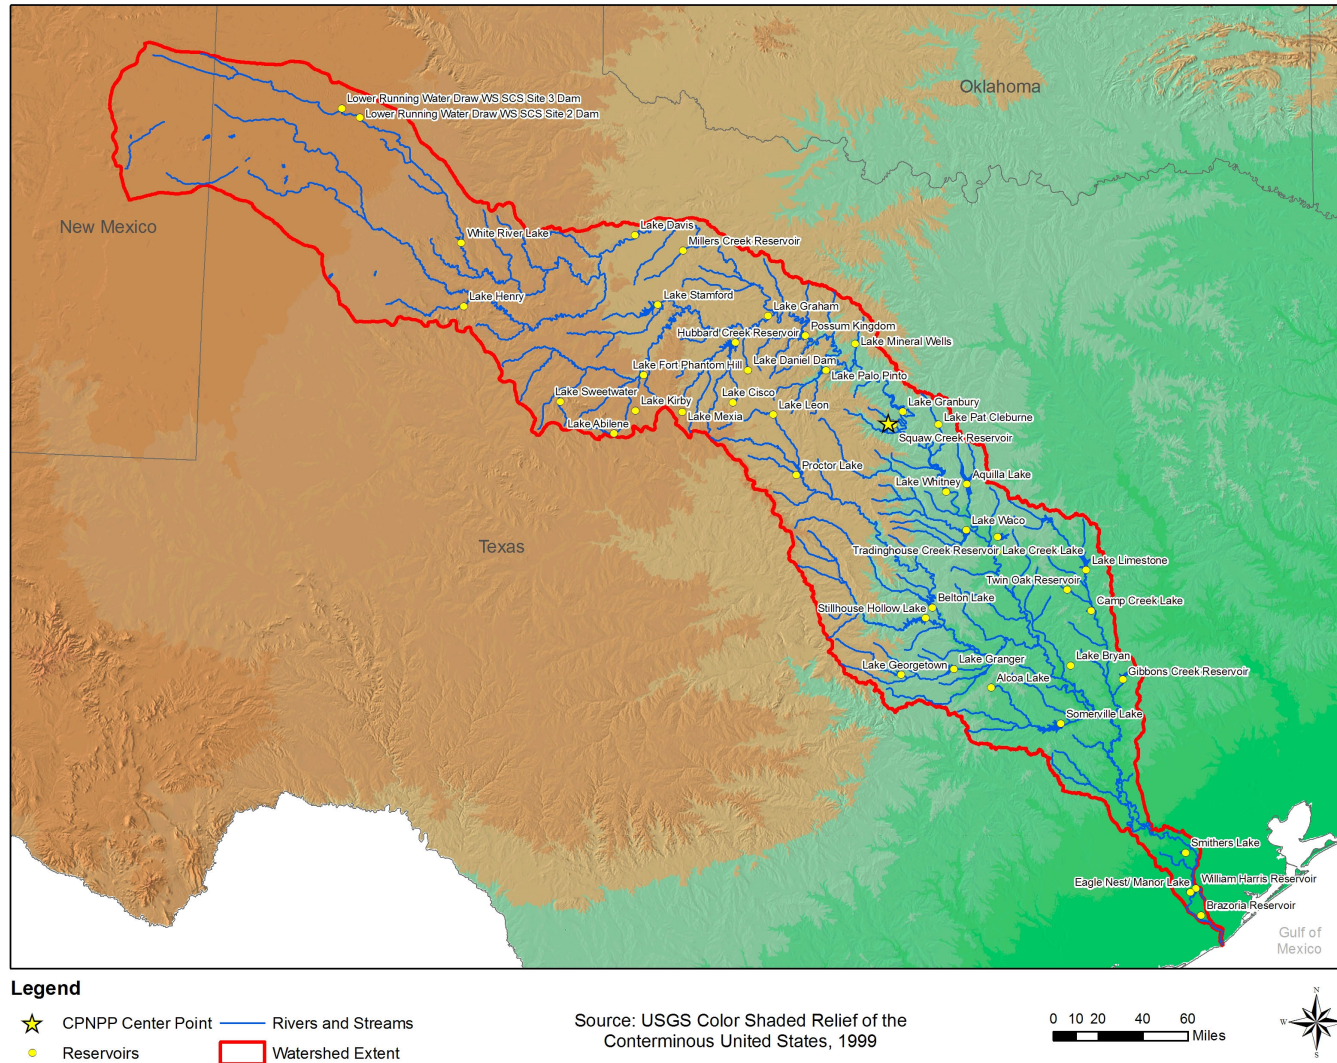 Oklahoma
Lower Running Water Draw WS SCS Site 3 Dam
Lower Running Water Draw WS SCS Site 2 Dam
New Mexico
White River Lake
Lake Davis
Millers Creek Reservoir
Lake Henry
Lake Stamford
Lake Graham
Hubbard Creek Reservoir
Possum Kingdom
Lake Mineral Wells
Lake Fort Phantom Hill
Lake Daniel Dam
Lake Palo Pinto
Lake Sweetwater
Lake Kirby
Lake Cisco
Lake Mexia
Lake Leon
Lake Granbury
Lake Abilene
Lake Pat Cleburne
Squaw Creek Reservoir
Proctor Lake
Lake Whitney
Aquilla Lake
Lake Waco
Texas
Tradinghouse Creek Reservoir
Lake Creek Lake
Lake Limestone
Twin Oak Reservoir
Belton Lake
Camp Creek Lake
Stillhouse Hollow Lake
Lake Georgetown
Lake Granger
Lake Bryan
Gibbons Creek Reservoir
Alcoa Lake
Somerville Lake
Smithers Lake
Eagle Nest/ Manor Lake
William Harris Reservoir
Brazoria Reservoir
Gulf of
Mexico
Legend
CPNPP Center Point
Rivers and Streams
Reservoirs
Watershed Extent
Source: USGS Color Shaded Relief of the
Conterminous United States, 1999
0 10 20 40 60
Miles
N
W
E
S